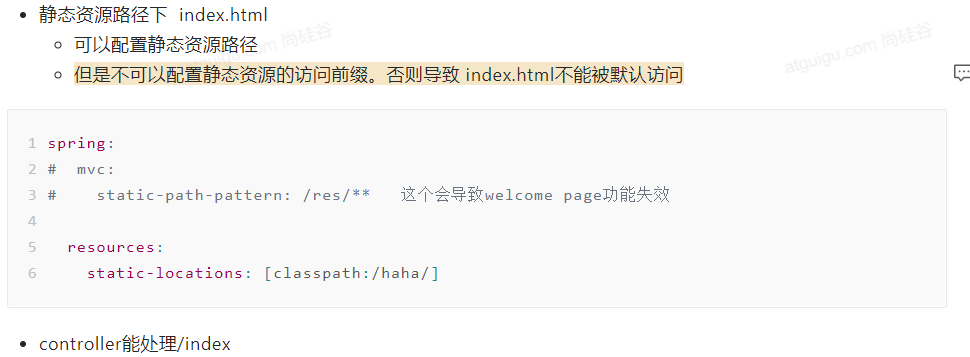 静态资源路径下 index.html
可以配置静态资源路径
但是不可以配置静态资源的访问前缀。否则导致 index.html不能被默认访问
atguigu.com 尚硅谷
atguigu.com 尚硅谷
1 spring:
2 #  mvc:
3 #    static-path-pattern: /res/**   这个会导致welcome page功能失效
4
5   resources:
6     static-locations: [classpath:/haha/]
controller能处理/index